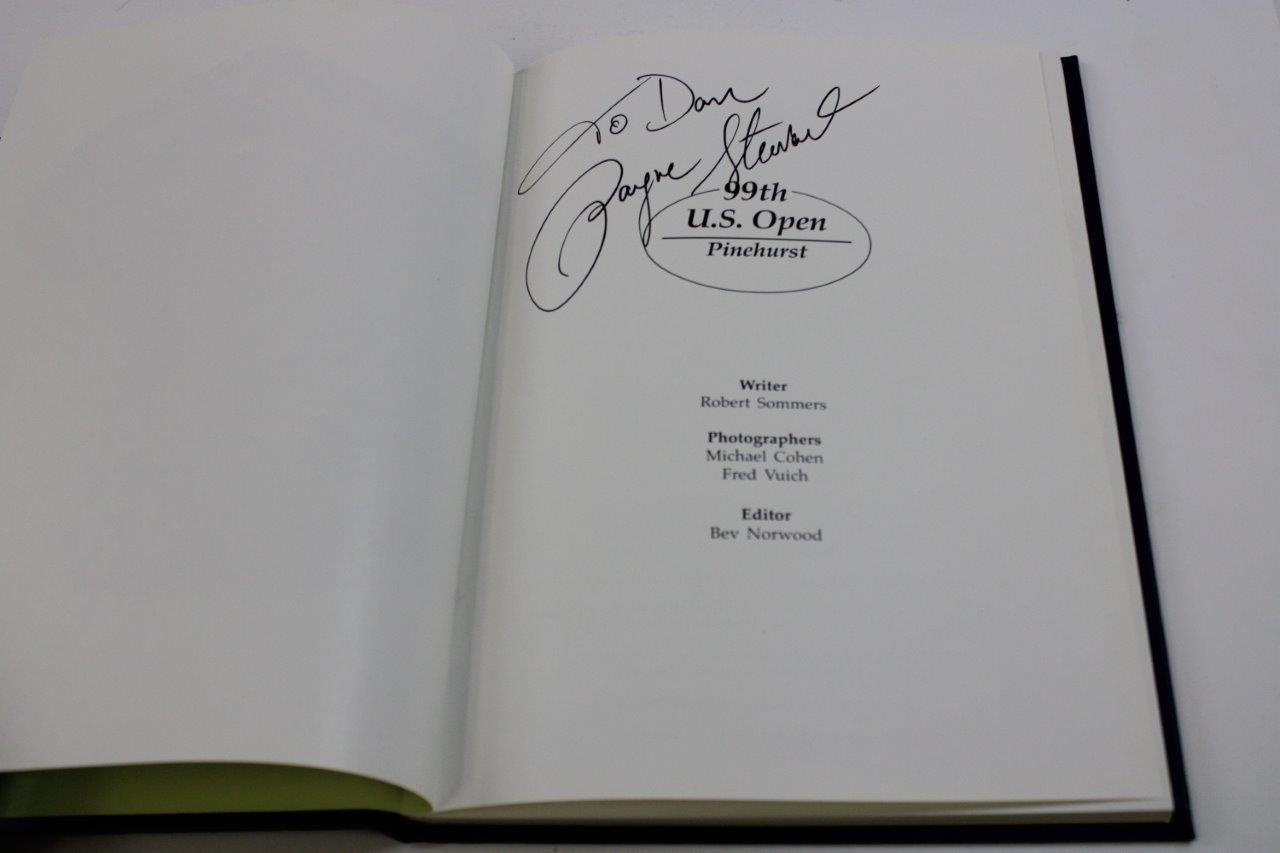 To Dan
Payne Stewart
99th
U.S. Open
Pinehurst
Writer
Robert Sommers
Photographers
Michael Cohen
Fred Vuich
Editor
Bev Norwood